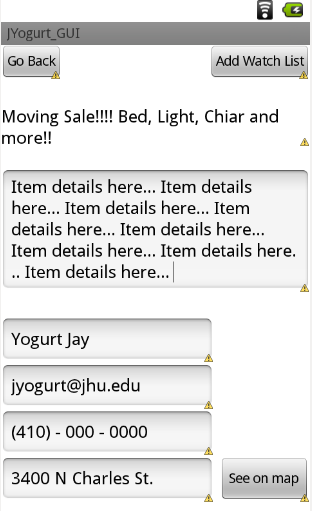 JYogurt_GUI
Go Back
Add Watch List
Moving Sale!!!! Bed, Light, Chiar and
more!!
Item details here... Item details
here... Item details here... Item
details here... Item details here...
Item details here... Item details here.
.. Item details here...
Yogurt Jay
jyogurt@jhu.edu
(410) - 000 - 0000
3400 N Charles St.
See on map